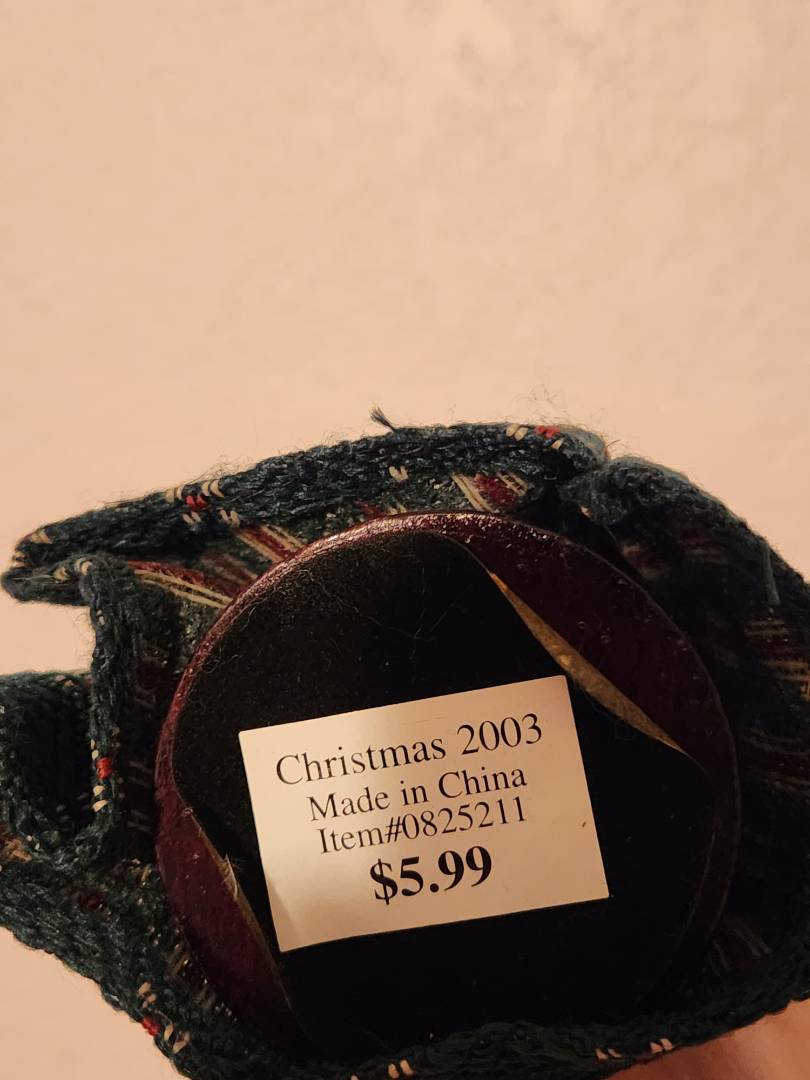 Christmas 2003
Made in China
Item#0825211
$5.99